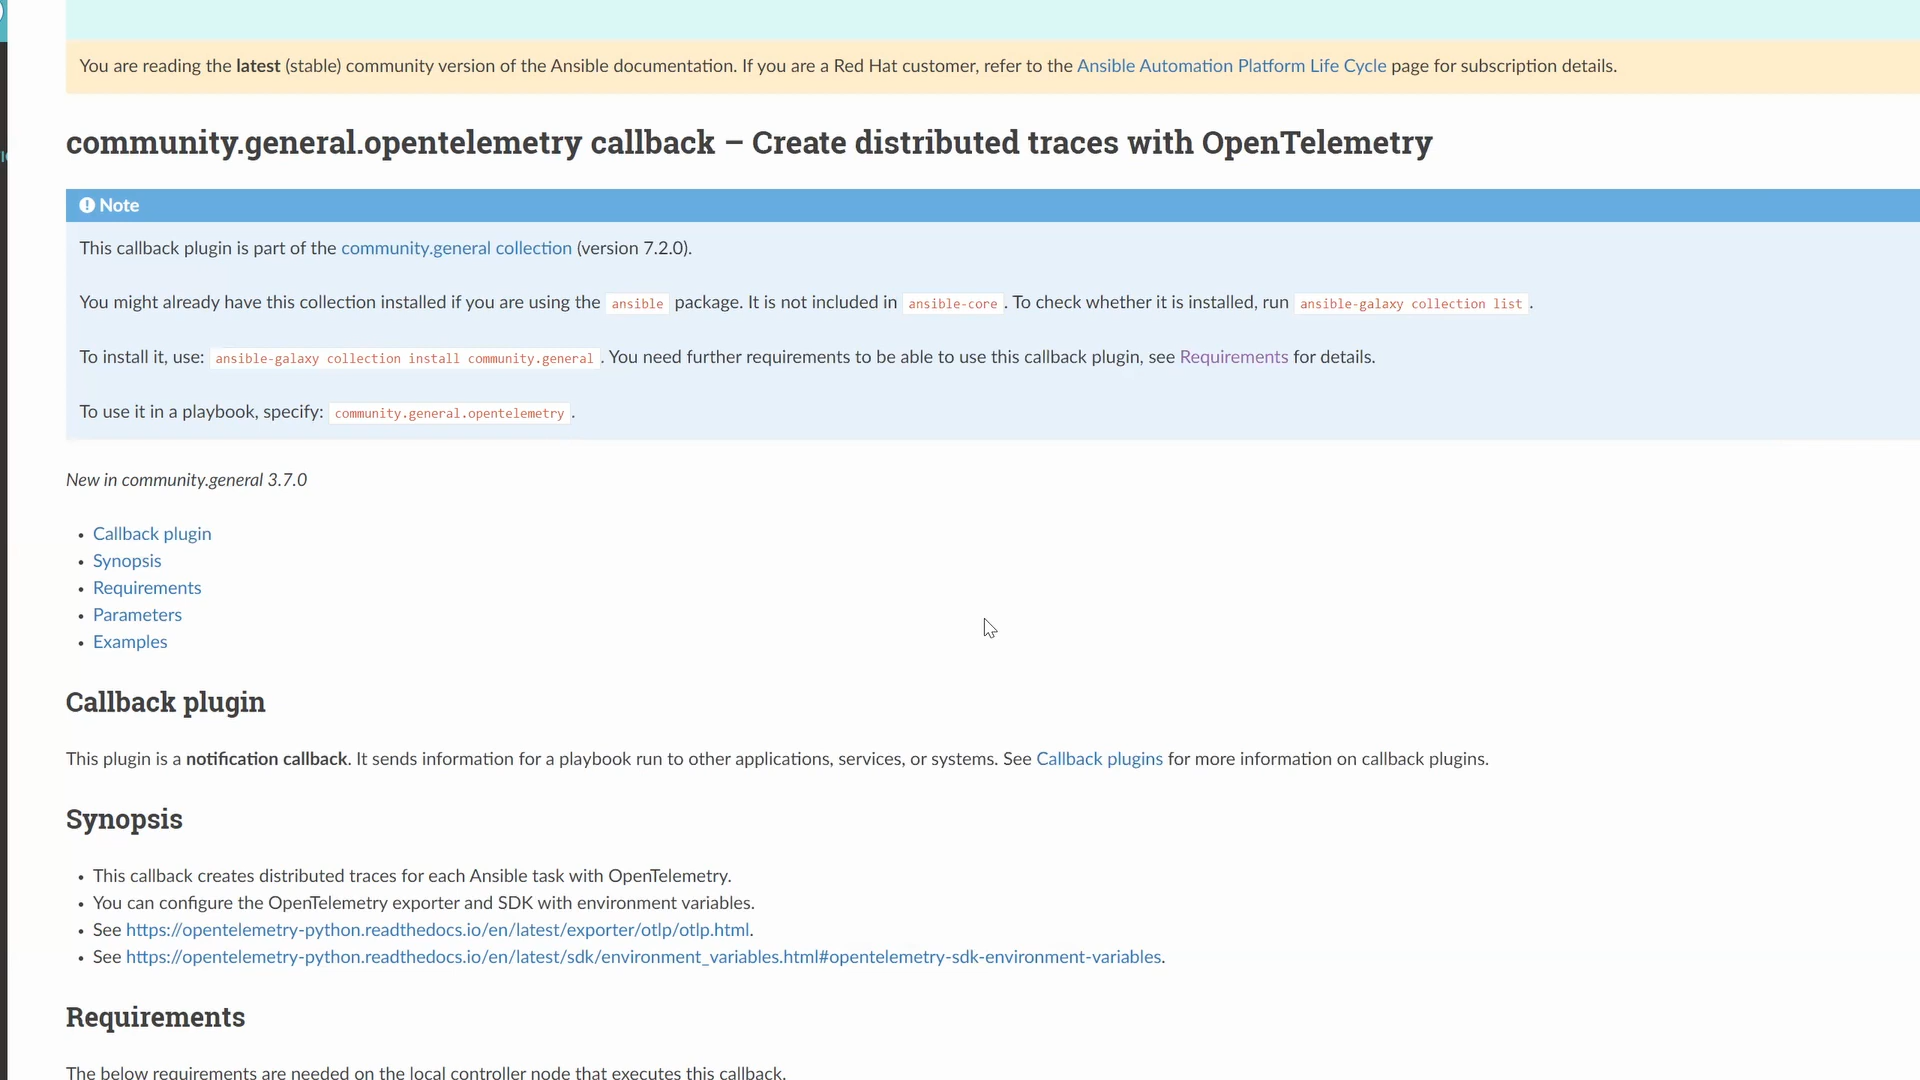 You are reading the latest (stable) community version of the Ansible documentation. If you are a Red Hat customer, refer to the Ansible Automation Platform Life Cycle page for subscription details.
community.general.opentelemetry callback – Create distributed traces with OpenTelemetry
Note
This callback plugin is part of the community.general collection (version 7.2.0).
You might already have this collection installed if you are using the ansible package. It is not included in ansible-core. To check whether it is installed, run ansible-galaxy collection list.
To install it, use: ansible-galaxy collection install community.general. You need further requirements to be able to use this callback plugin, see Requirements for details.
To use it in a playbook, specify: community.general.opentelemetry.
New in community.general 3.7.0
• Callback plugin
• Synopsis
• Requirements
• Parameters
• Examples
Callback plugin
This plugin is a notification callback. It sends information for a playbook run to other applications, services, or systems. See Callback plugins for more information on callback plugins.
Synopsis
• This callback creates distributed traces for each Ansible task with OpenTelemetry.
• You can configure the OpenTelemetry exporter and SDK with environment variables.
• See https://opentelemetry-python.readthedocs.io/en/latest/exporter/otlp/otlp.html.
• See https://opentelemetry-python.readthedocs.io/en/latest/sdk/environment_variables.html#opentelemetry-sdk-environment-variables.
Requirements
The below requirements are needed on the local controller node that executes this callback.